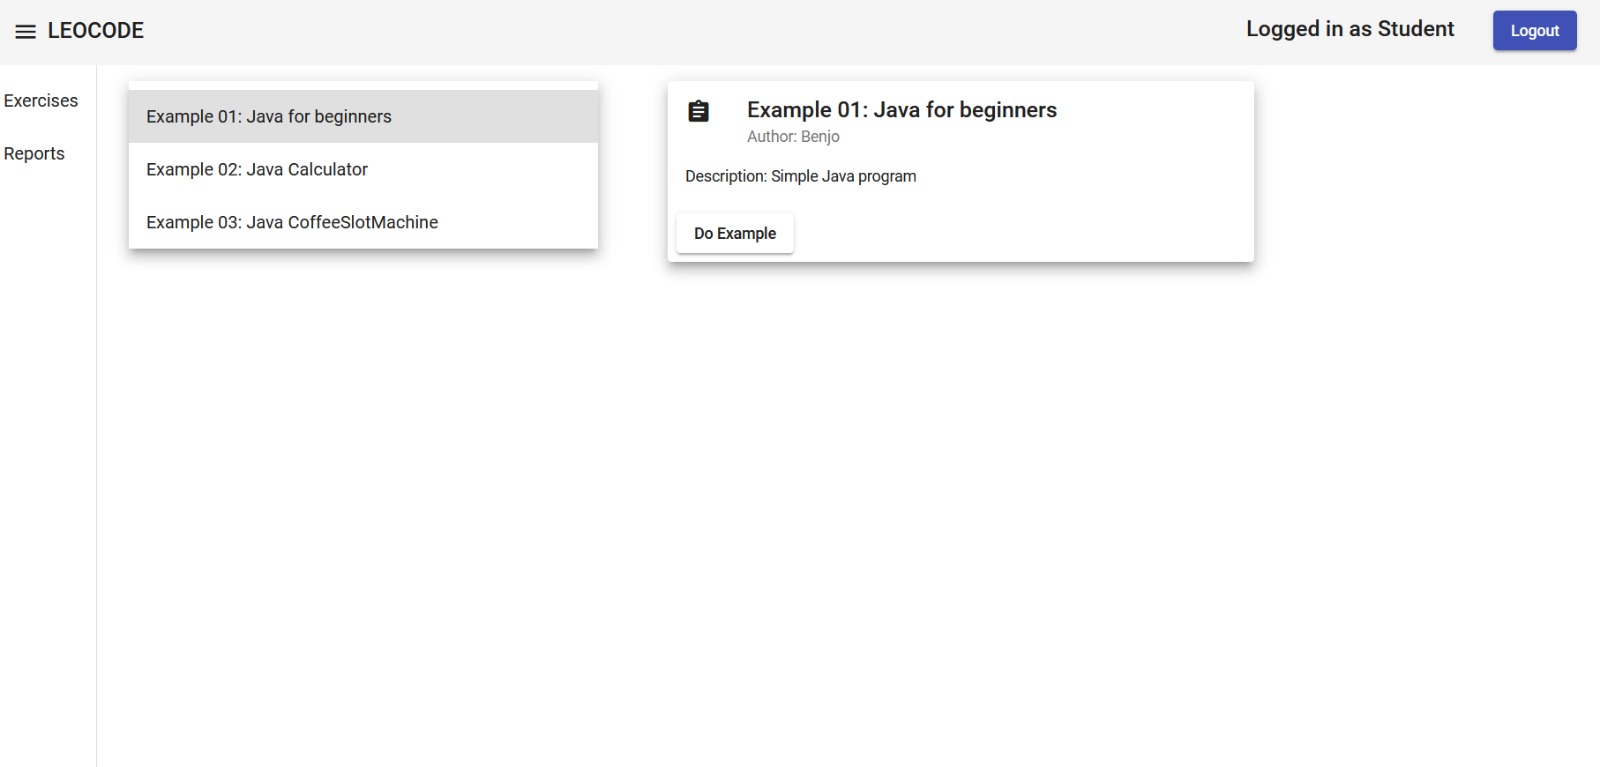 LEOCODE
Logged in as Student
Logout
Exercises
Reports
Example 01: Java for beginners
Example 02: Java Calculator
Example 03: Java CoffeeSlotMachine
Example 01: Java for beginners
Author: Benjo
Description: Simple Java program
Do Example